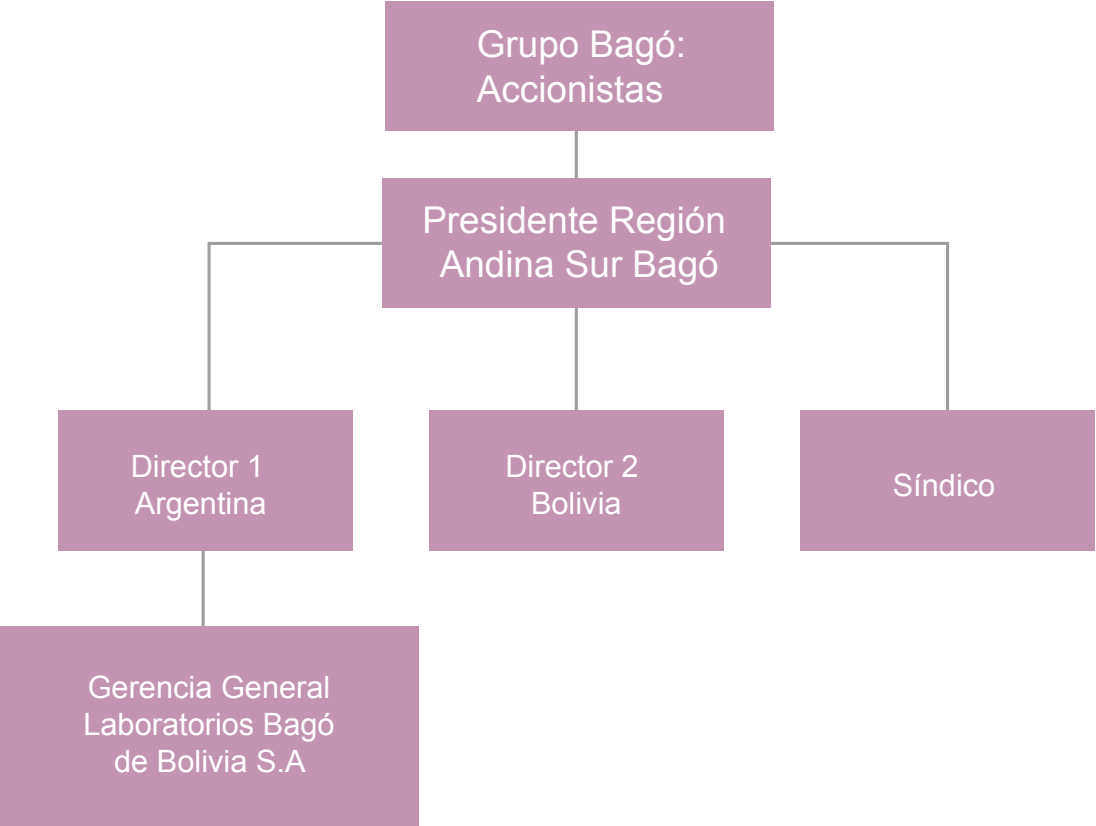 Grupo Bagó:
Accionistas
Presidente Región
Andina Sur Bagó
Director 1
Argentina
Director 2
Bolivia
Síndico
Gerencia General
Laboratorios Bagó
de Bolivia S.A